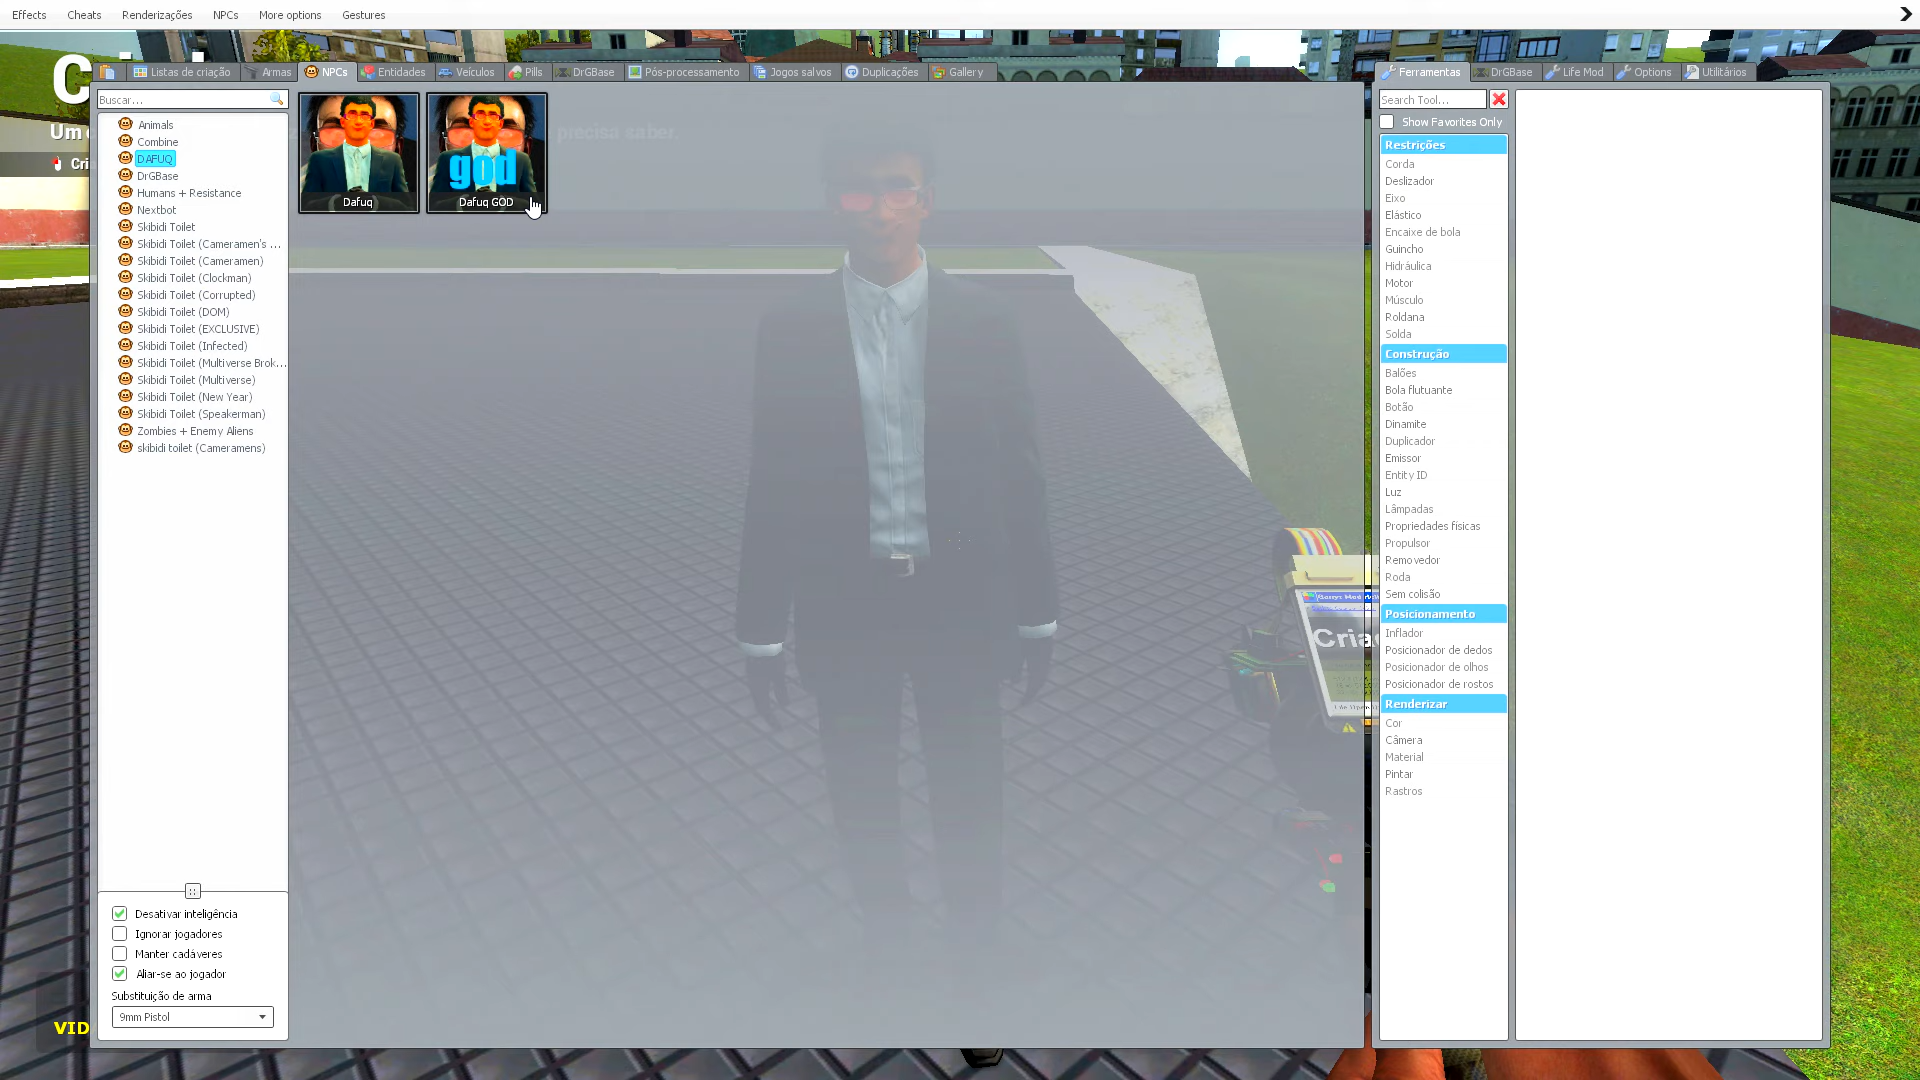 Effects Cheats Renderizações NPCs More options Gestures
Listas de criação Armas NPCs Entidades Veículos Pills DrGBase Pós-processamento Jogos salvos Duplicações Gallery
Buscar...
Animals
Combine
DAFUQ
DrGBase
Humans + Resistance
Nextbot
Skibidi Toilet
Skibidi Toilet (Cameramen's ...
Skibidi Toilet (Cameramen)
Skibidi Toilet (Clockman)
Skibidi Toilet (Corrupted)
Skibidi Toilet (DOM)
Skibidi Toilet (EXCLUSIVE)
Skibidi Toilet (Infected)
Skibidi Toilet (Multiverse Brok...
Skibidi Toilet (Multiverse)
Skibidi Toilet (New Year)
Skibidi Toilet (Speakerman)
Zombies + Enemy Aliens
skibidi toilet (Cameramens)
Desativar inteligência
Ignorar jogadores
Manter cadáveres
Aliar-se ao jogador
Substituição de arma
9mm Pistol
C
Um
precisa saber.
Cri
VID
god
Dafuq
Dafuq GOD
Cria
Ferramentas DrGBase Life Mod Options Utilitários
Search Tool...
Show Favorites Only
Restrições
Corda
Deslizador
Eixo
Elástico
Encaixe de bola
Guincho
Hidráulica
Motor
Músculo
Roldana
Solda
Construção
Balões
Bola flutuante
Botão
Dinamite
Duplicador
Emissor
Entity ID
Luz
Lâmpadas
Propriedades físicas
Propulsor
Removedor
Roda
Sem colisão
Posicionamento
Inflador
Posicionador de dedos
Posicionador de olhos
Posicionador de rostos
Renderizar
Cor
Câmera
Material
Pintar
Rastros